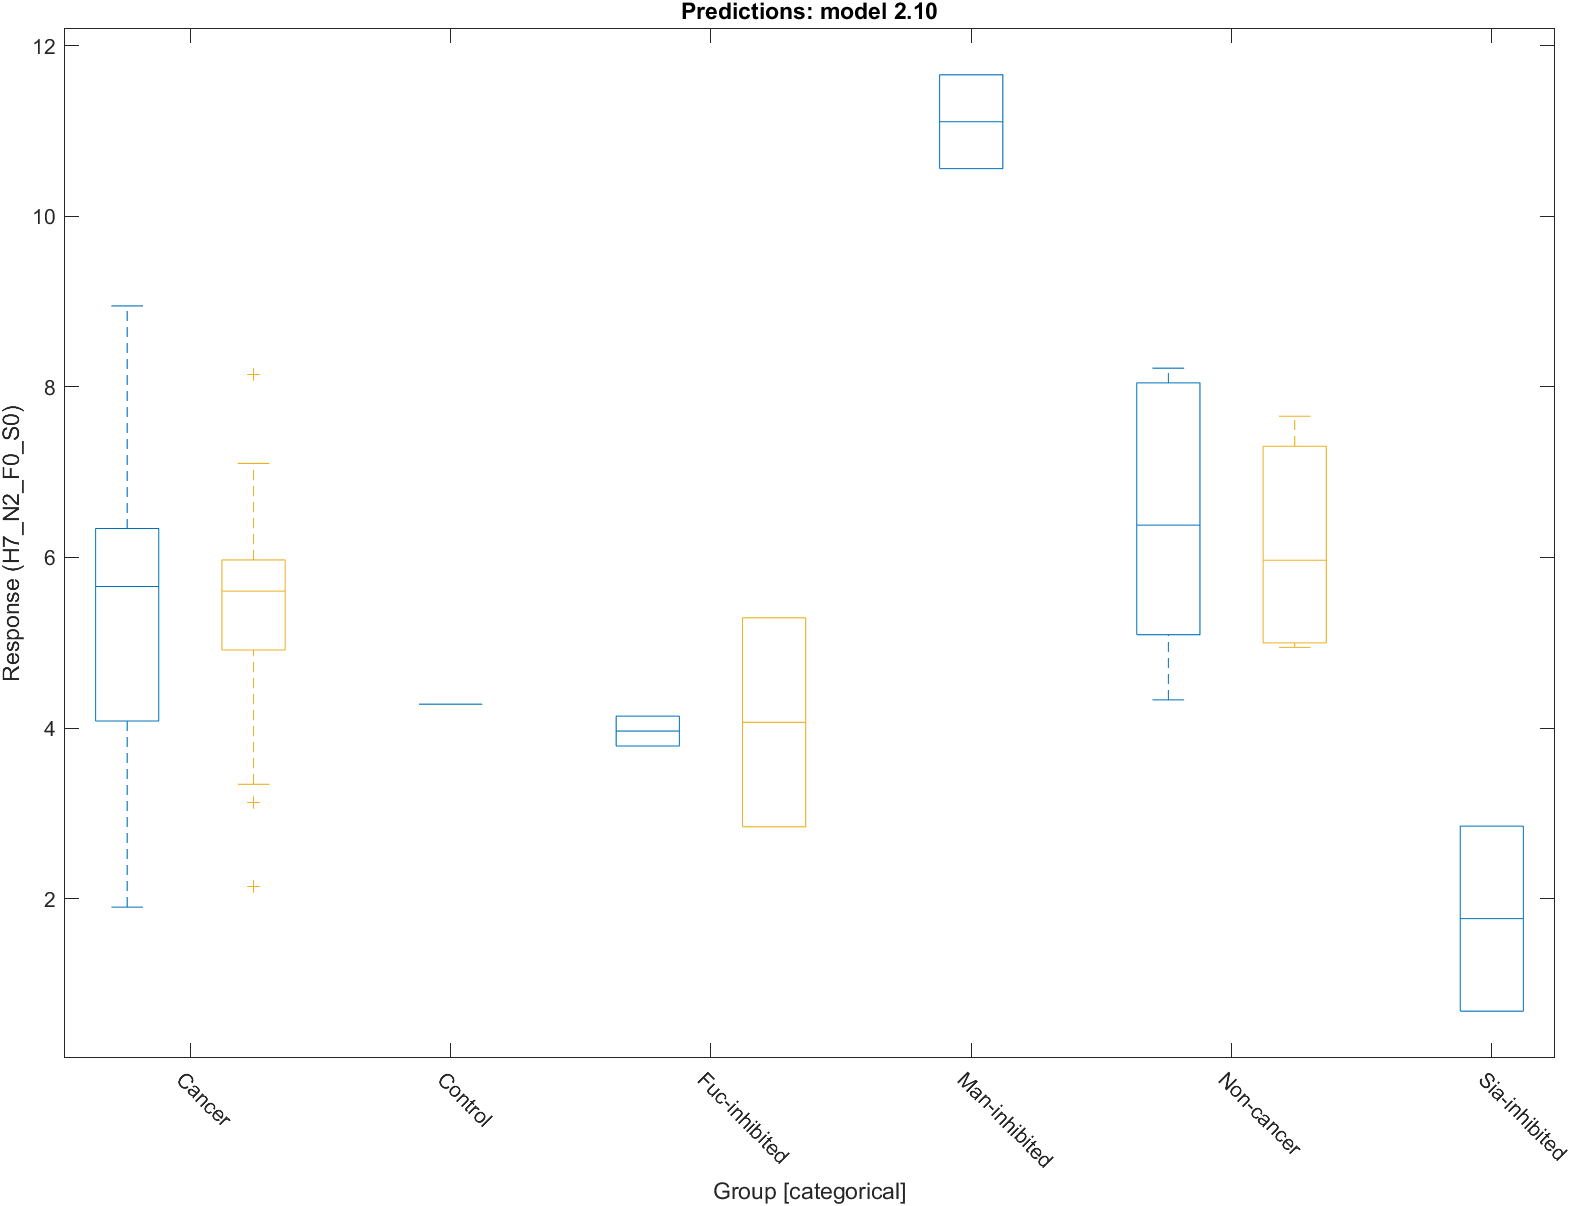 Predictions: model 2.10
12
10
8
6
4
2
Response (H7_N2_F0_S0)
Cancer
Control
Fuc-inhibited
Man-inhibited
Non-cancer
Sia-inhibited
Group [categorical]